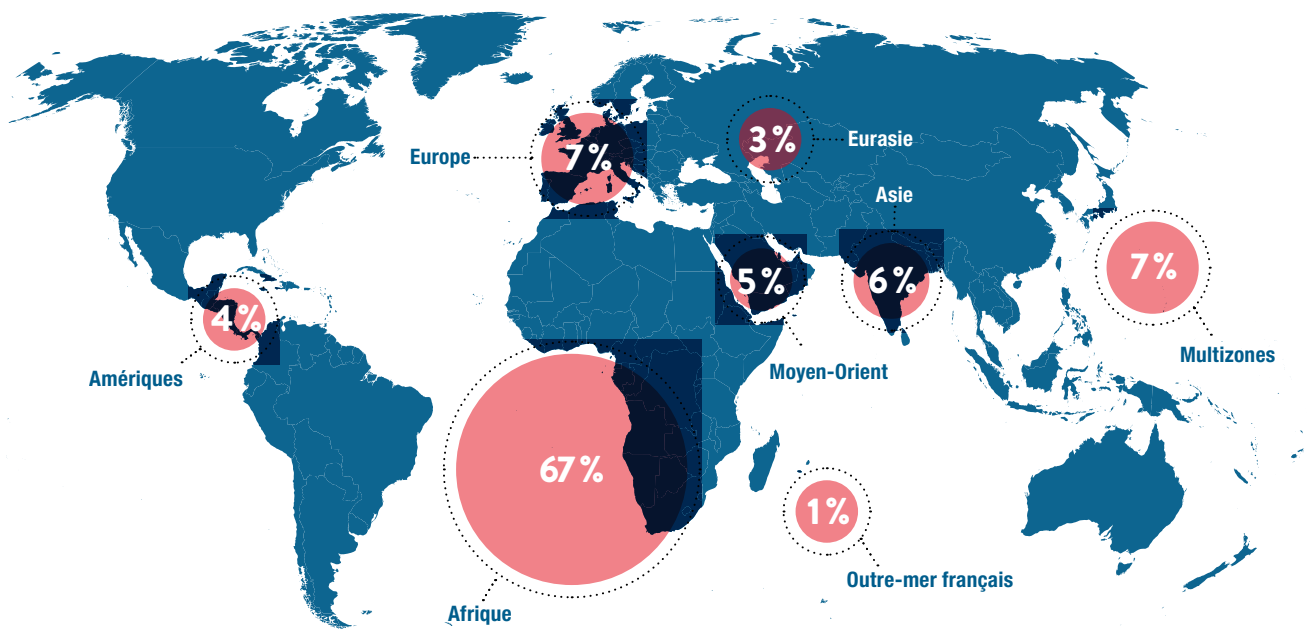 3 %
Eurasie
Europe
7 %
Asie
5 %
6 %
7 %
4 %
Multizones
Moyen-Orient
Amériques
67 %
1 %
Outre-mer français
Afrique